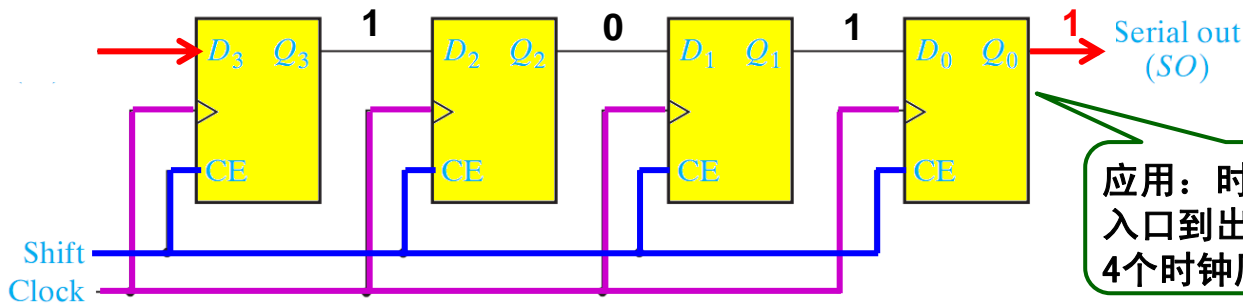 1 0 1 1
D3 Q3 D2 Q2 D1 Q1 D0 Q0 Serial out
(SO)
CE CE CE CE
应用：时
入口到出
4个时钟
Shift
Clock